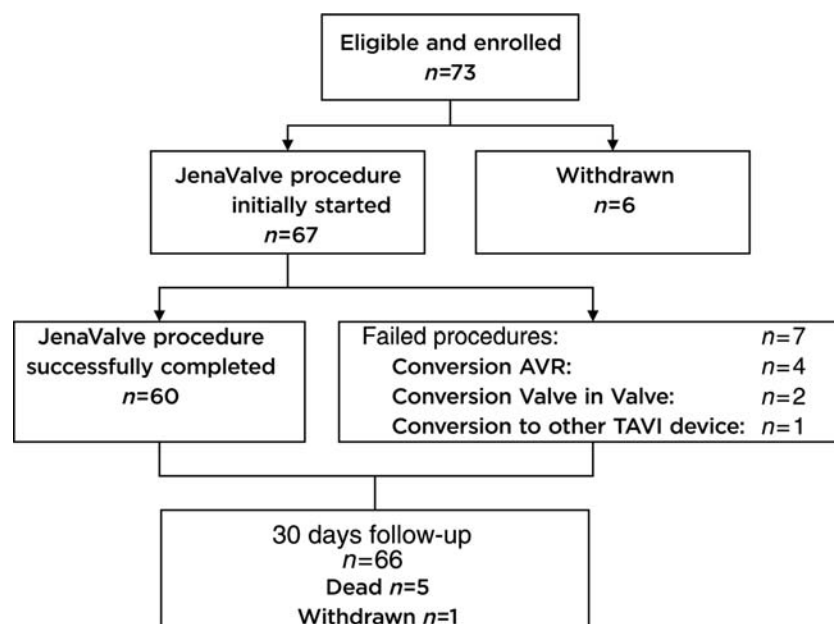 Eligible and enrolled
n=73
JenaValve procedure
initially started
n=67
Withdrawn
n=6
JenaValve procedure
successfully completed
n=60
Failed procedures: n=7
Conversion AVR: n=4
Conversion Valve in Valve: n=2
Conversion to other TAVI device: n=1
30 days follow-up
n=66
Dead n=5
Withdrawn n=1